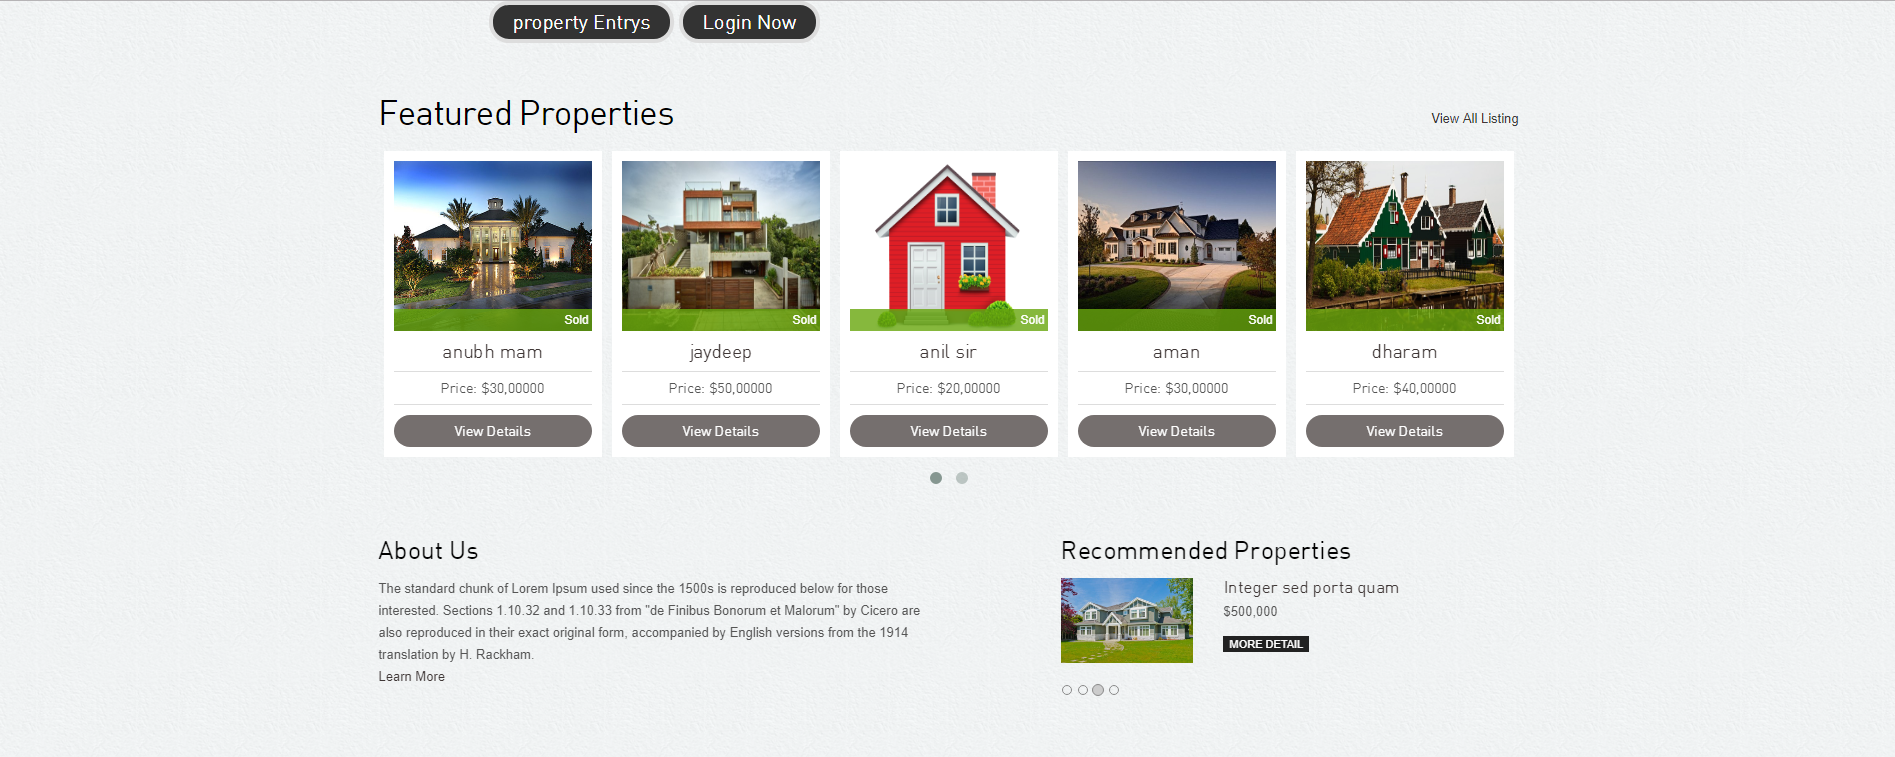 property Entrys
Login Now
Featured Properties
View All Listing
Sold
Sold
Sold
Sold
Sold
anubh mam
jaydeep
anil sir
aman
dharam
Price: $30,00000
Price: $50,00000
Price: $20,00000
Price: $30,00000
Price: $40,00000
View Details
View Details
View Details
View Details
View Details
About Us
The standard chunk of Lorem Ipsum used since the 1500s is reproduced below for those
interested. Sections 1.10.32 and 1.10.33 from "de Finibus Bonorum et Malorum" by Cicero are
also reproduced in their exact original form, accompanied by English versions from the 1914
translation by H. Rackham.
Learn More
Recommended Properties
Integer sed porta quam
$500,000
MORE DETAIL